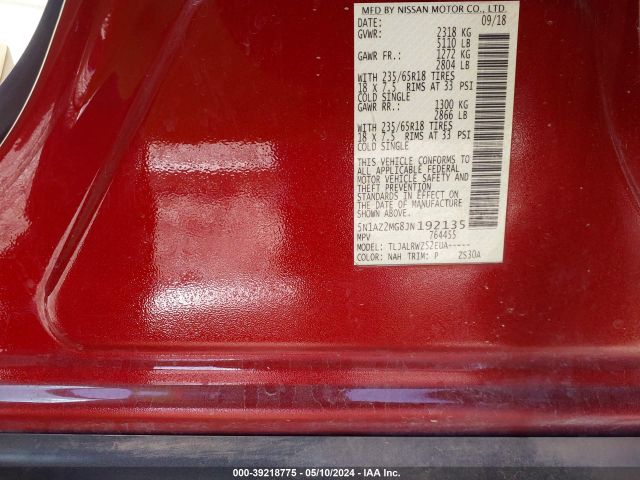 MFD BY NISSAN MOTOR CO., LTD
DATE: 09/18
GVWR: 2318 KG
5110 LB
GAWR FR.: 1272 KG
2804 LB
WITH 235/65R18 TIRES
18 X 7.5 RIMS AT 33 PSI
COLD SINGLE
GAWR RR.: 1300 KG
2866 LB
WITH 235/65R18 TIRES
18 X 7.5 RIMS AT 33 PSI
COLD SINGLE
THIS VEHICLE CONFORMS TO
ALL APPLICABLE FEDERAL
MOTOR VEHICLE SAFETY AND
THEFT PREVENTION
STANDARDS IN EFFECT ON
THE DATE OF MANUFACTURE
SHOWN ABOVE.
5N1AZ2MG8JN192135
MPV 764455
MODEL: TLJALRWZS2EUA-----
COLOR: NAH TRIM: P ZS30A
000-39218775 - 05/10/2024 - IAA Inc.